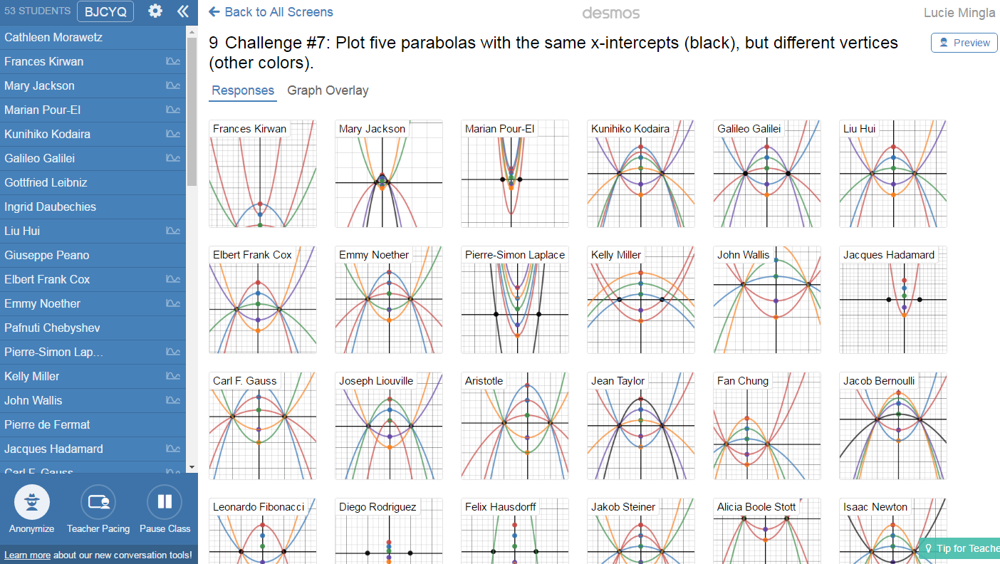 53 STUDENTS
BJCYQ
Cathleen Morawetz
Frances Kirwan
Mary Jackson
Marian Pour-El
Kunihiko Kodaira
Galileo Galilei
Gottfried Leibniz
Ingrid Daubechies
Liu Hui
Giuseppe Peano
Elbert Frank Cox
Emmy Noether
Pafnuti Chebyshev
Pierre-Simon Lap…
Kelly Miller
John Wallis
Pierre de Fermat
Jacques Hadamard
Carl F. Gauss
Anonymize Teacher Pacing Pause Class
Learn more about our new conversation tools!
Back to All Screens
desmos
Lucie Mingla
9 Challenge #7: Plot five parabolas with the same x-intercepts (black), but different vertices
(other colors).
Preview
Responses Graph Overlay
Frances Kirwan Mary Jackson Marian Pour-El Kunihiko Kodaira Galileo Galilei Liu Hui
Elbert Frank Cox Emmy Noether Pierre-Simon Laplace Kelly Miller John Wallis Jacques Hadamard
Carl F. Gauss Joseph Liouville Aristotle Jean Taylor Fan Chung Jacob Bernoulli
Leonardo Fibonacci Diego Rodriguez Felix Hausdorff Jakob Steiner Alicia Boole Stott Isaac Newton
Tip for Teache